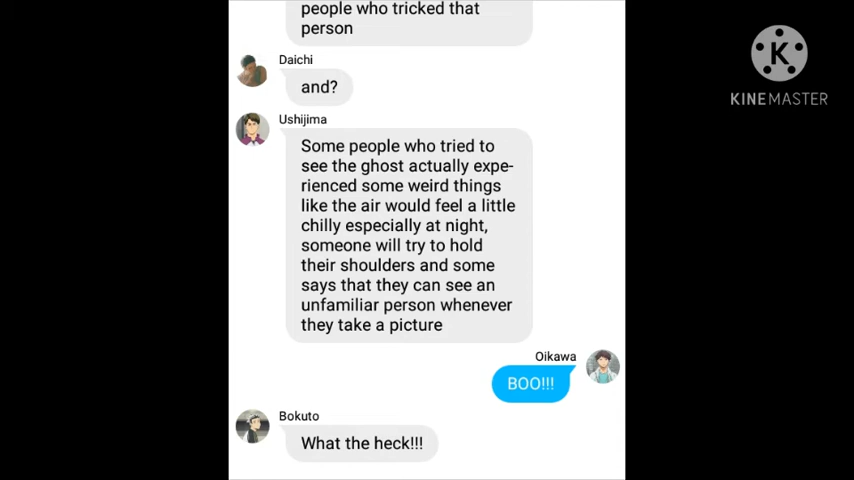 people who tricked that
person
Daichi
and?
Ushijima
Some people who tried to
see the ghost actually expe-
rienced some weird things
like the air would feel a little
chilly especially at night,
someone will try to hold
their shoulders and some
says that they can see an
unfamiliar person whenever
they take a picture
Oikawa
BOO!!!
Bokuto
What the heck!!!
K
KINEMASTER